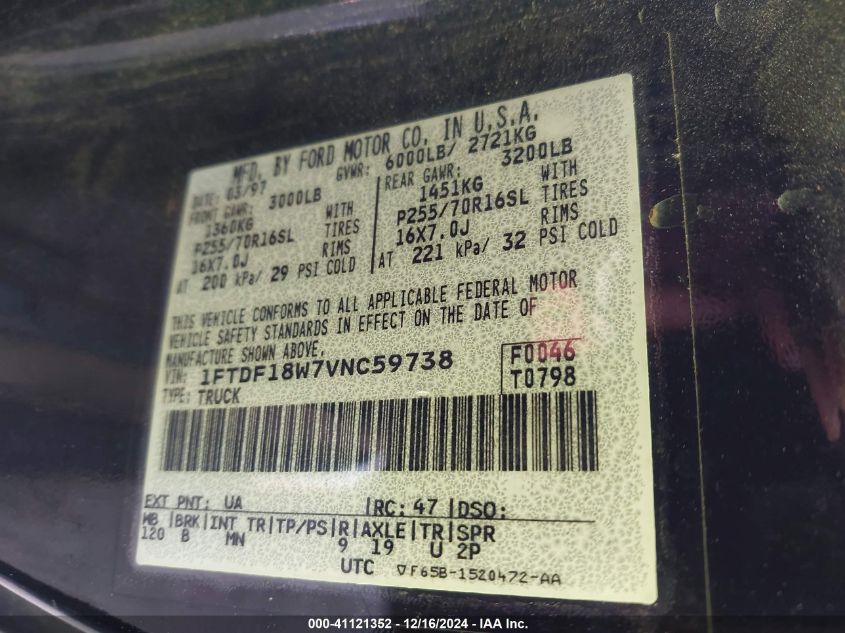 MFD. BY FORD MOTOR CO. IN U.S.A.
DATE: 03/97 GVWR: 6000LB/ 2721KG
FRONT GAWR: 3000LB REAR GAWR: 3200LB
1360KG WITH 1451KG WITH
P255/70R16SL TIRES P255/70R16SL TIRES
16X7.0J RIMS 16X7.0J RIMS
AT 200 kPa/ 29 PSI COLD AT 221 kPa/ 32 PSI COLD
THIS VEHICLE CONFORMS TO ALL APPLICABLE FEDERAL MOTOR
VEHICLE SAFETY STANDARDS IN EFFECT ON THE DATE OF
MANUFACTURE SHOWN ABOVE.
VIN: 1FTDF18W7VNC59738 F0046
TYPE: TRUCK T0798
EXT PNT: UA |RC: 47 |DSO:
WB |BRK|INT TR|TP/PS|R|AXLE|TR|SPR
120 B MN 9 19 U 2P
UTC ▽F65B-1520472-AA
000-41121352 - 12/16/2024 - IAA Inc.